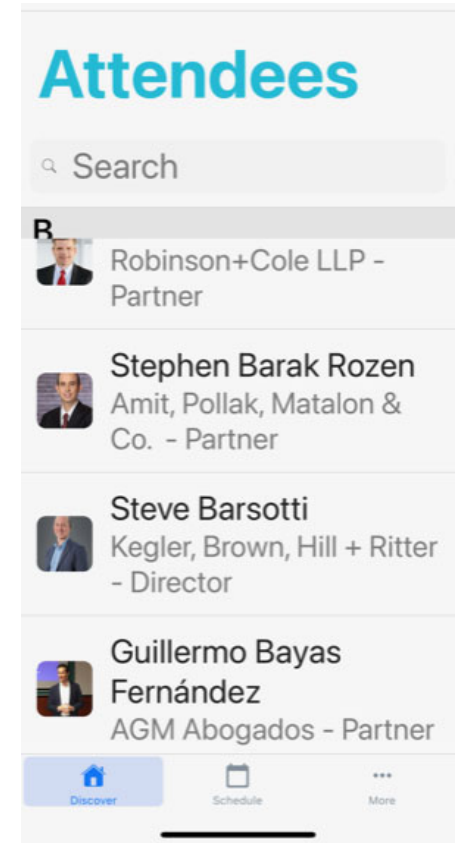 Attendees
Search
B
Robinson+Cole LLP -
Partner
Stephen Barak Rozen
Amit, Pollak, Matalon &
Co.  - Partner
Steve Barsotti
Kegler, Brown, Hill + Ritter
- Director
Guillermo Bayas
Fernández
AGM Abogados - Partner
Discover Schedule More